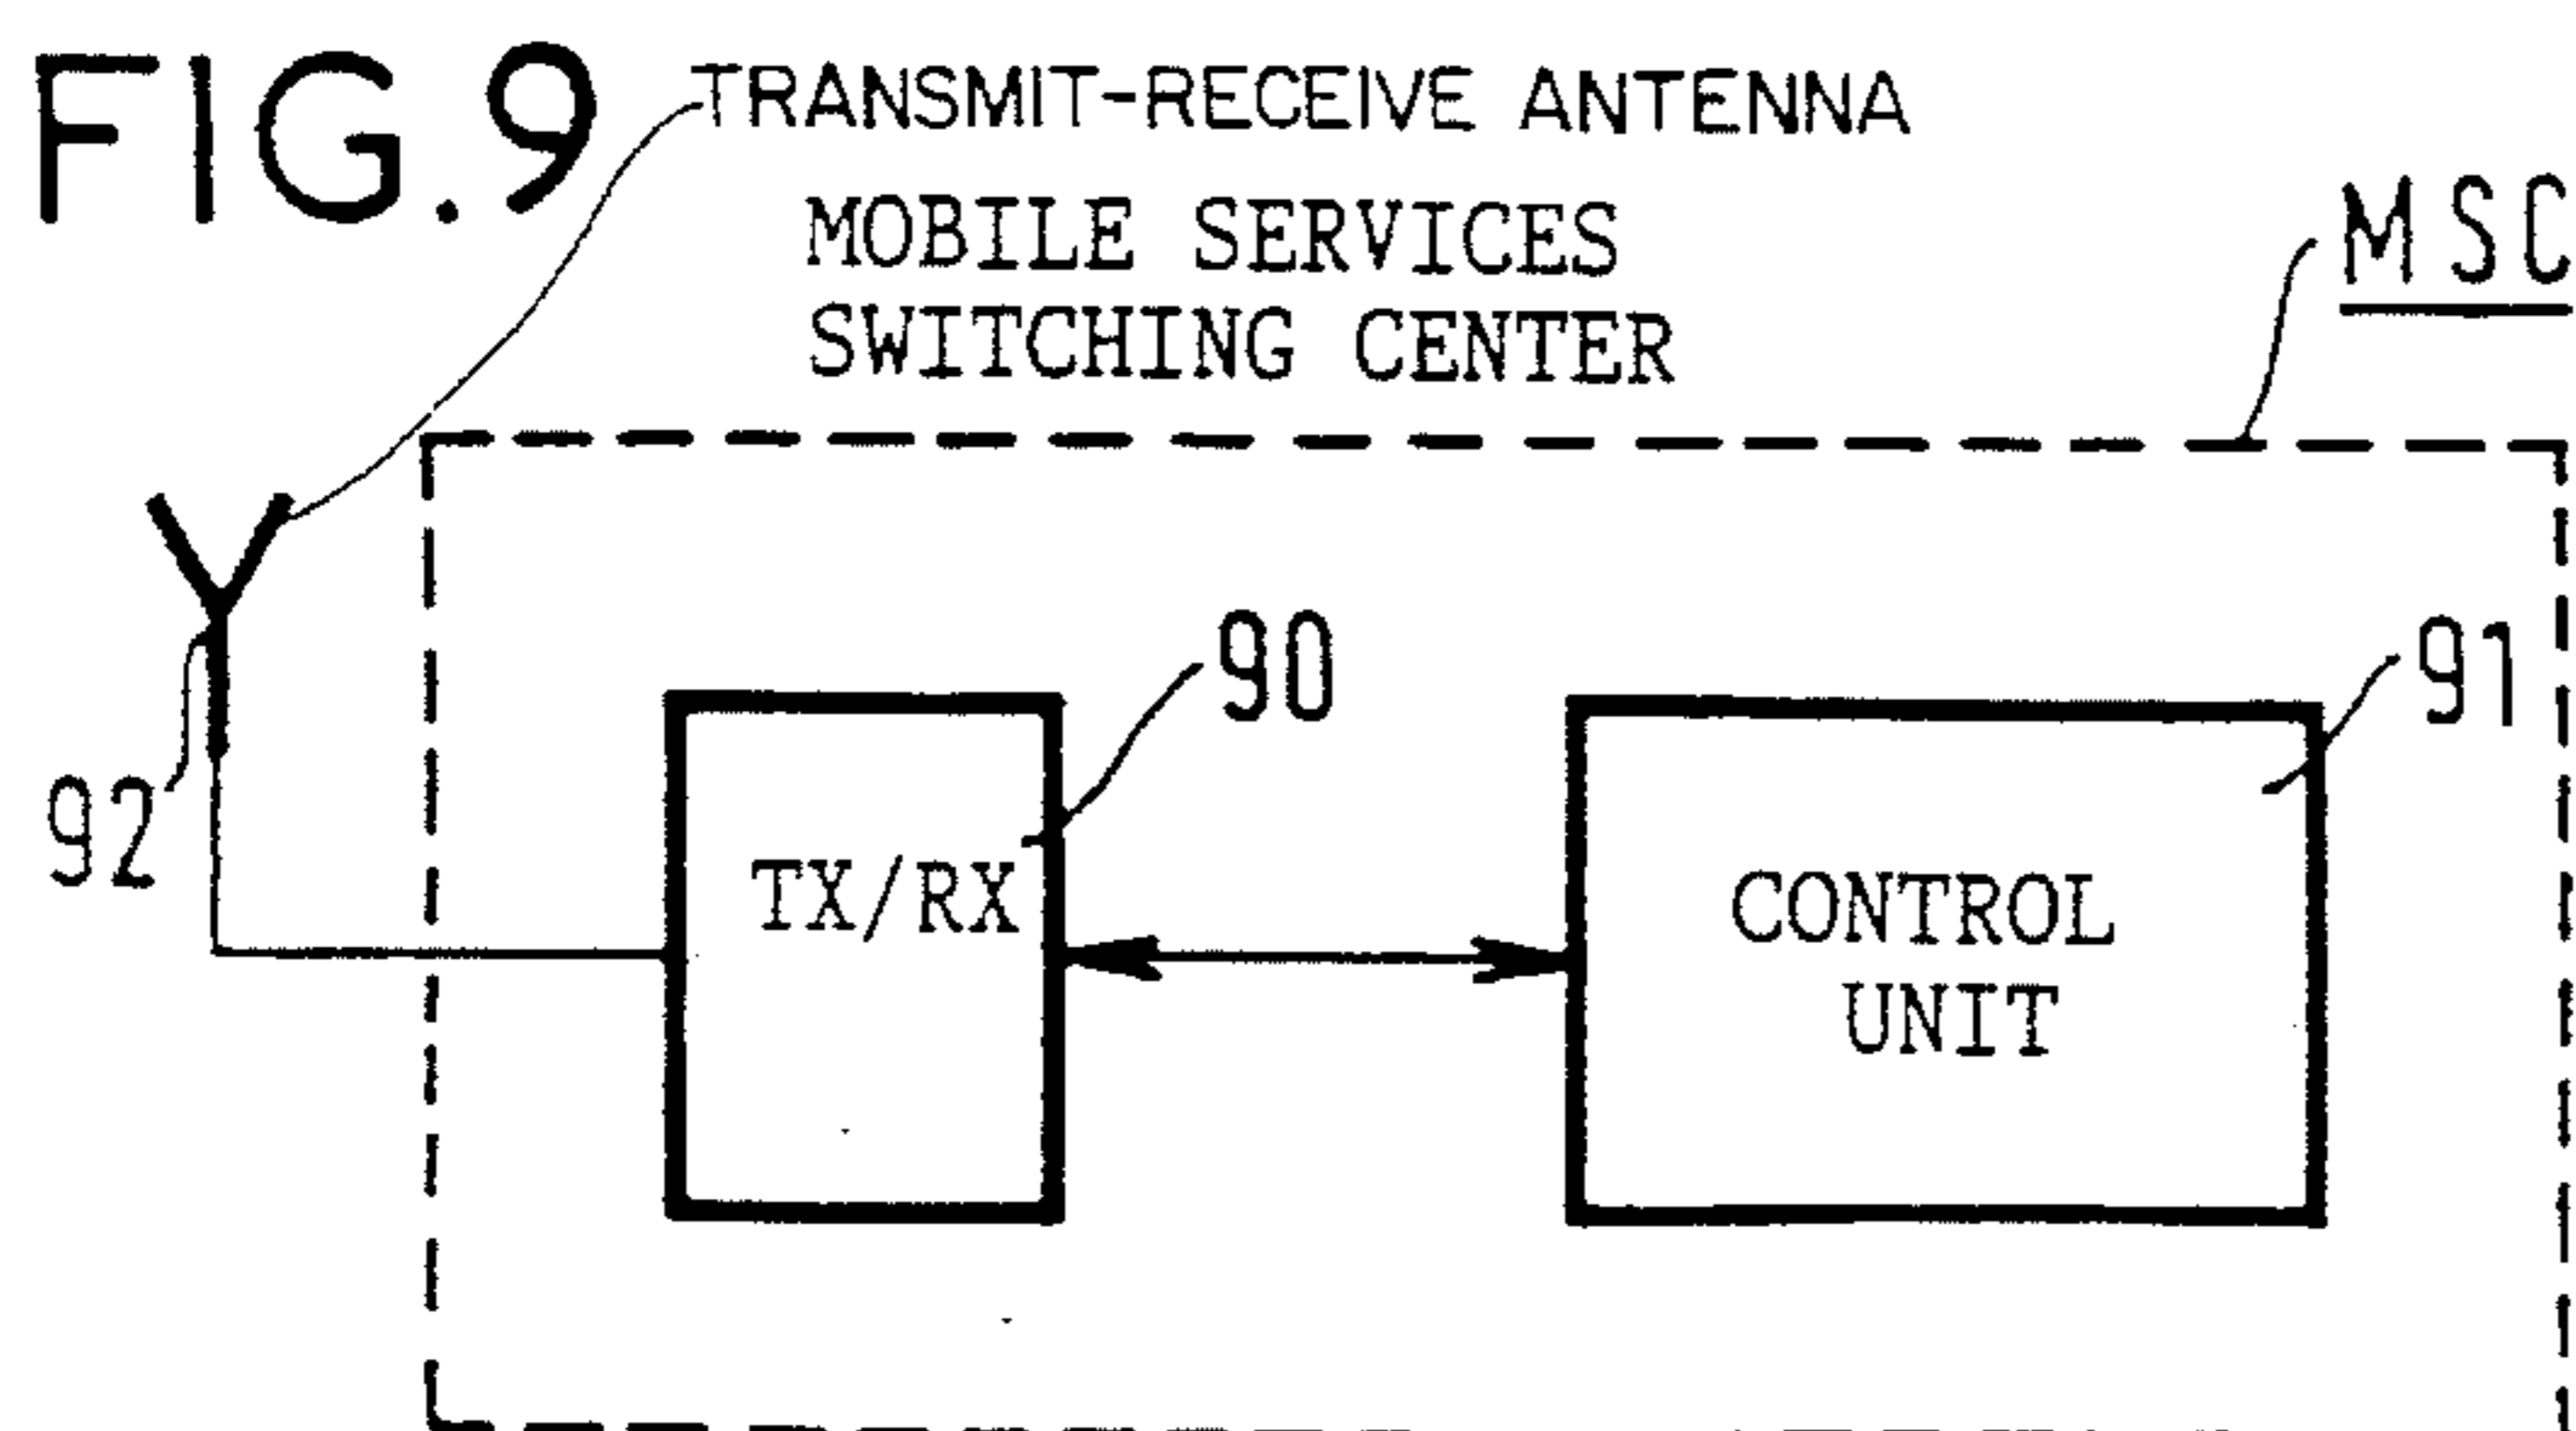 FIG.9
TRANSMIT-RECEIVE ANTENNA
MOBILE SERVICES
SWITCHING CENTER
MSC
90
91
92
TX/RX
CONTROL
UNIT